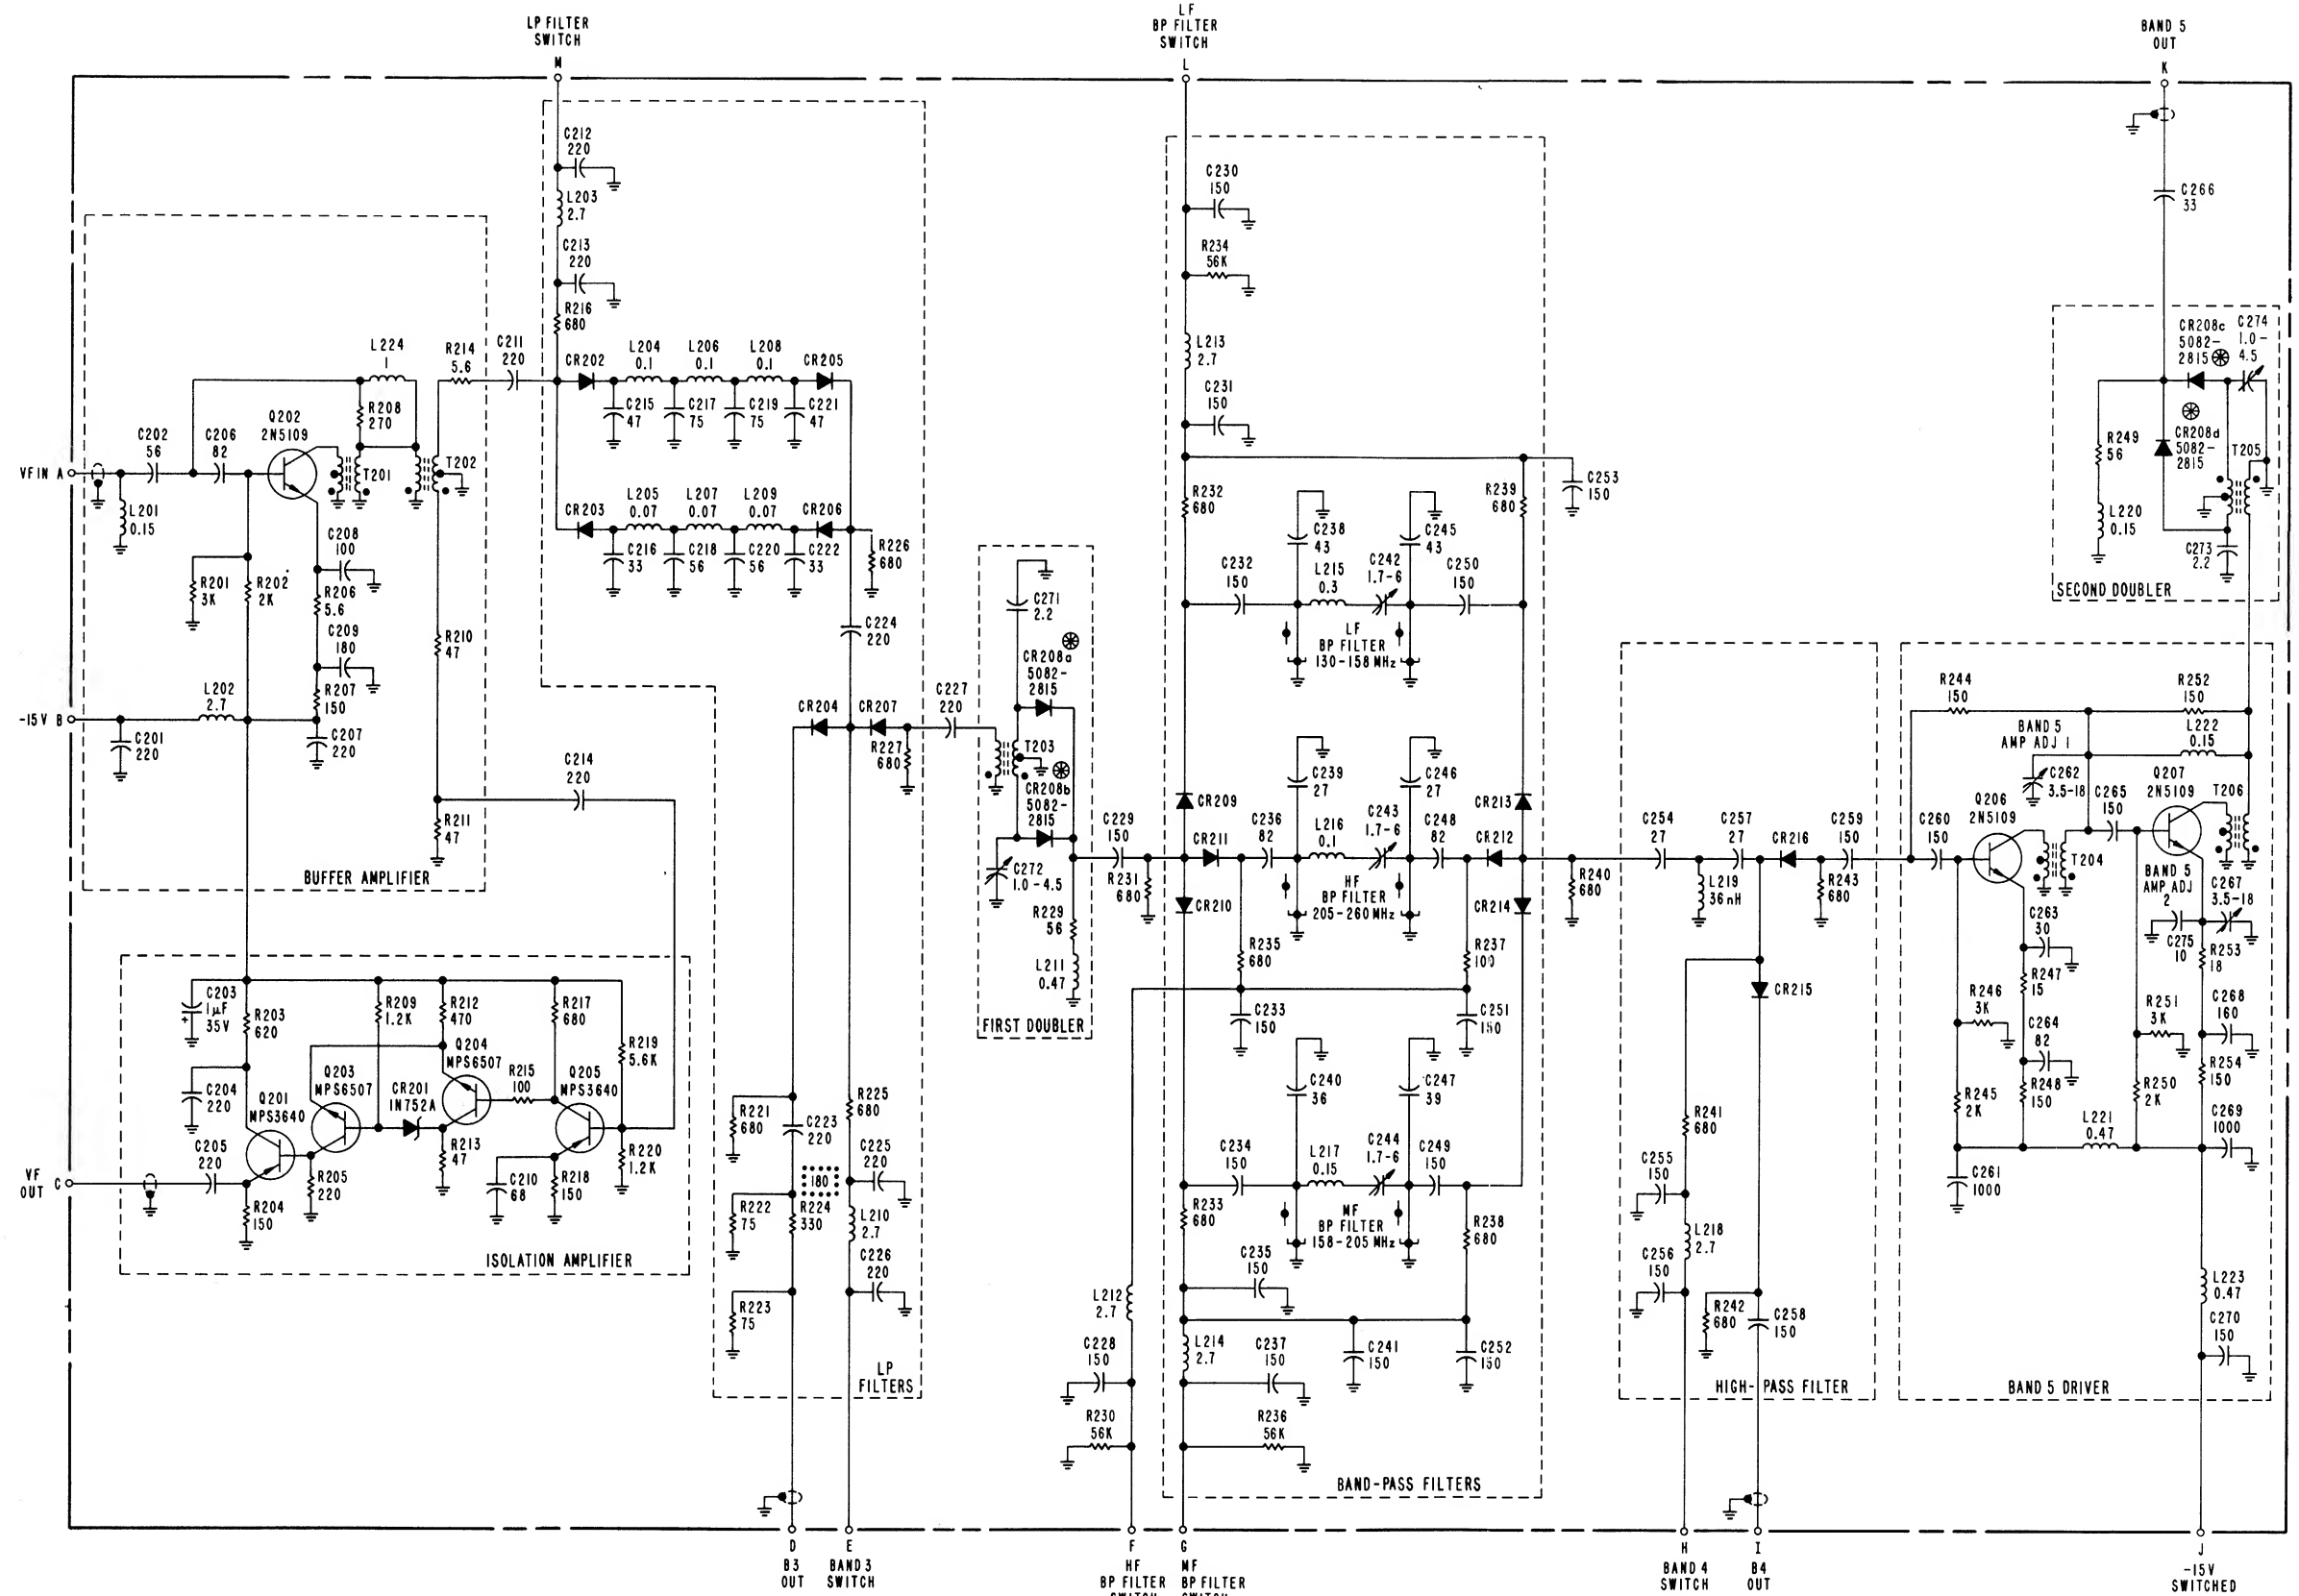 LP FILTER
SWITCH
M
LF
BP FILTER
SWITCH
L
BAND 5
OUT
K
C212
220
L203
2.7
C213
220
R216
680
C230
150
R234
56K
L213
2.7
C231
150
C266
33
L224
1
R214
5.6
C211
220
CR202
L204
0.1
L206
0.1
L208
0.1
CR205
R208
270
C215
47
C217
75
C219
75
C221
47
Q202
2N5109
C202
56
C206
82
VF IN A
T201
T202
L201
0.15
C208
100
R201
3K
R202
2K
R206
5.6
C209
180
R207
150
L202
2.7
-15V B
C201
220
C207
220
R210
47
C214
220
R211
47
BUFFER AMPLIFIER
CR203
L205
0.07
L207
0.07
L209
0.07
CR206
C216
33
C218
56
C220
56
C222
33
R226
680
C224
220
CR204
CR207
R227
680
C227
220
C271
2.2
CR208a
5082-
2815
T203
CR208b
5082-
2815
C272
1.0-4.5
R229
56
L211
0.47
FIRST DOUBLER
C229
150
R231
680
R232
680
R239
680
C253
150
C238
43
C245
43
C232
150
L215
0.3
C242
1.7-6
C250
150
LF
BP FILTER
130-158 MHz
C239
27
C246
27
CR209
CR213
CR211
C236
82
L216
0.1
C243
1.7-6
C248
82
CR212
CR210
HF
BP FILTER
205-260 MHz
CR214
R240
680
R235
680
R237
100
C233
150
C251
150
C240
36
C247
39
C234
150
L217
0.15
C244
1.7-6
C249
150
R233
680
MF
BP FILTER
158-205 MHz
R238
680
C235
150
L212
2.7
C228
150
R230
56K
L214
2.7
C237
150
C241
150
C252
150
R236
56K
BAND-PASS FILTERS
CR208c
5082-
2815
C274
1.0-
4.5
CR208d
5082-
2815
T205
R249
56
L220
0.15
C273
2.2
SECOND DOUBLER
C254
27
C257
27
CR216
C259
150
L219
36nH
R243
680
CR215
R241
680
C255
150
L218
2.7
C256
150
R242
680
C258
150
HIGH-PASS FILTER
R244
150
R252
150
BAND 5
AMP ADJ 1
L222
0.15
C262
3.5-18
Q207
2N5109
T206
C265
150
Q206
2N5109
C260
150
T204
BAND 5
AMP ADJ
2
C267
3.5-18
C275
10
R253
18
C263
30
R247
15
R246
3K
R251
3K
C268
160
C264
82
R254
150
R245
2K
R248
150
R250
2K
L221
0.47
C269
1000
C261
1000
L223
0.47
C270
150
BAND 5 DRIVER
C203
1µF
35V
+
R203
620
R209
1.2K
R212
470
R217
680
R219
5.6K
Q204
MPS6507
R215
100
Q205
MPS3640
Q203
MPS6507
CR201
1N752A
C204
220
Q201
MPS3640
C205
220
R213
47
R220
1.2K
C210
68
R218
150
R205
220
R204
150
VF
OUT C
ISOLATION AMPLIFIER
R221
680
C223
220
R225
680
C225
220
180
R222
75
R224
330
L210
2.7
C226
220
R223
75
LP
FILTERS
D
B3
OUT
E
BAND 3
SWITCH
F
HF
BP FILTER
SWITCH
G
MF
BP FILTER
SWITCH
H
BAND 4
SWITCH
I
B4
OUT
J
-15V
SWITCHED